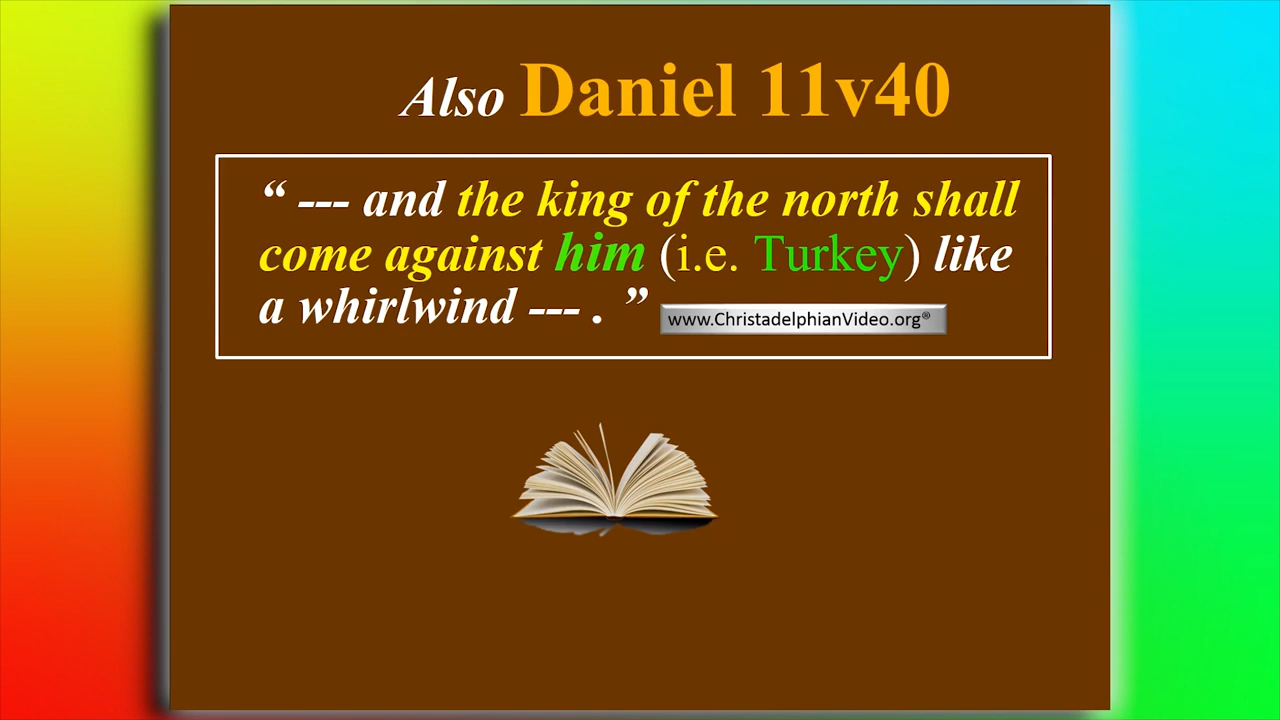 Also Daniel 11v40
“ --- and the king of the north shall
come against him (i.e. Turkey) like
a whirlwind --- . ”
www.ChristadelphianVideo.org®